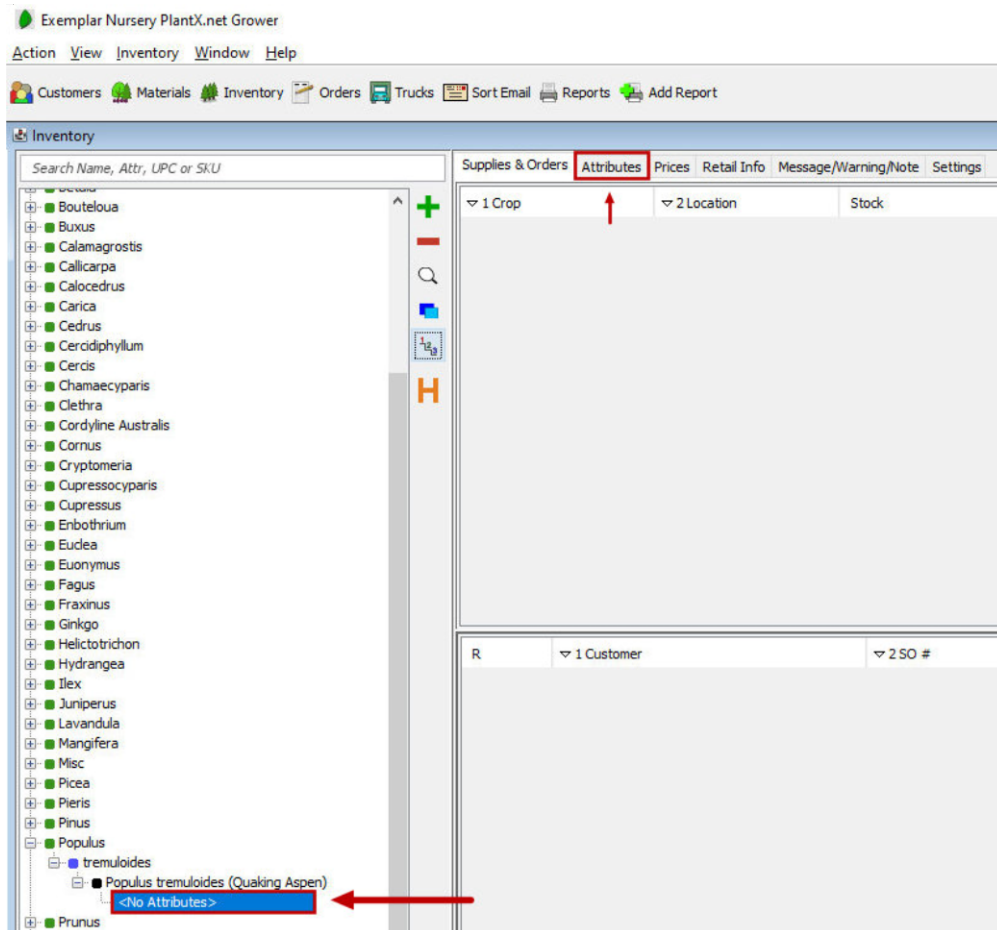 Exemplar Nursery PlantX.net Grower
Action View Inventory Window Help
Customers Materials Inventory Orders Trucks Sort Email Reports Add Report
Inventory
Search Name, Attr, UPC or SKU
Supplies & Orders Attributes Prices Retail Info Message/Warning/Note Settings
1 Crop 2 Location Stock
Betula
Bouteloua
Buxus
Calamagrostis
Callicarpa
Calocedrus
Carica
Cedrus
Cercidiphyllum
Cercis
Chamaecyparis
Clethra
Cordyline Australis
Cornus
Cryptomeria
Cupressocyparis
Cupressus
Enbothrium
Euclea
Euonymus
Fagus
Fraxinus
Ginkgo
Helictotrichon
Hydrangea
Ilex
Juniperus
Lavandula
Mangifera
Misc
Picea
Pieris
Pinus
Populus
tremuloides
Populus tremuloides (Quaking Aspen)
<No Attributes>
Prunus
H
R 1 Customer 2 SO #